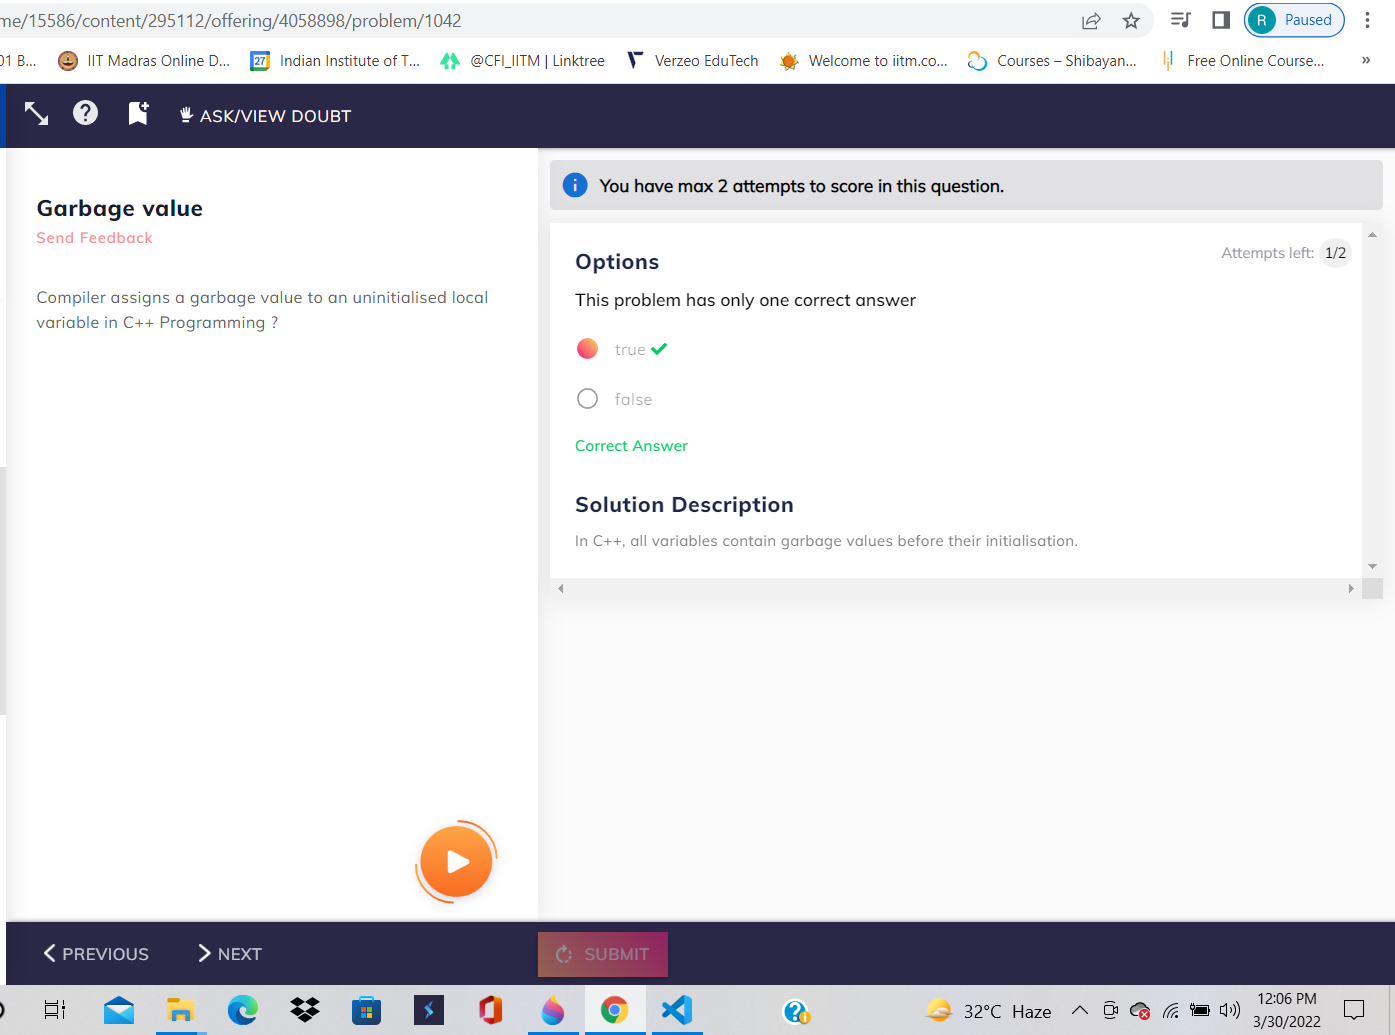 me/15586/content/295112/offering/4058898/problem/1042
R Paused
01 B... IIT Madras Online D... 27 Indian Institute of T... @CFI_IITM | Linktree Verzeo EduTech Welcome to iitm.co... Courses – Shibayan... Free Online Course... »
? ASK/VIEW DOUBT
Garbage value
Send Feedback
Compiler assigns a garbage value to an uninitialised local
variable in C++ Programming ?
i You have max 2 attempts to score in this question.
Attempts left: 1/2
Options
This problem has only one correct answer
true
false
Correct Answer
Solution Description
In C++, all variables contain garbage values before their initialisation.
PREVIOUS NEXT SUBMIT
32°C Haze 12:06 PM
3/30/2022